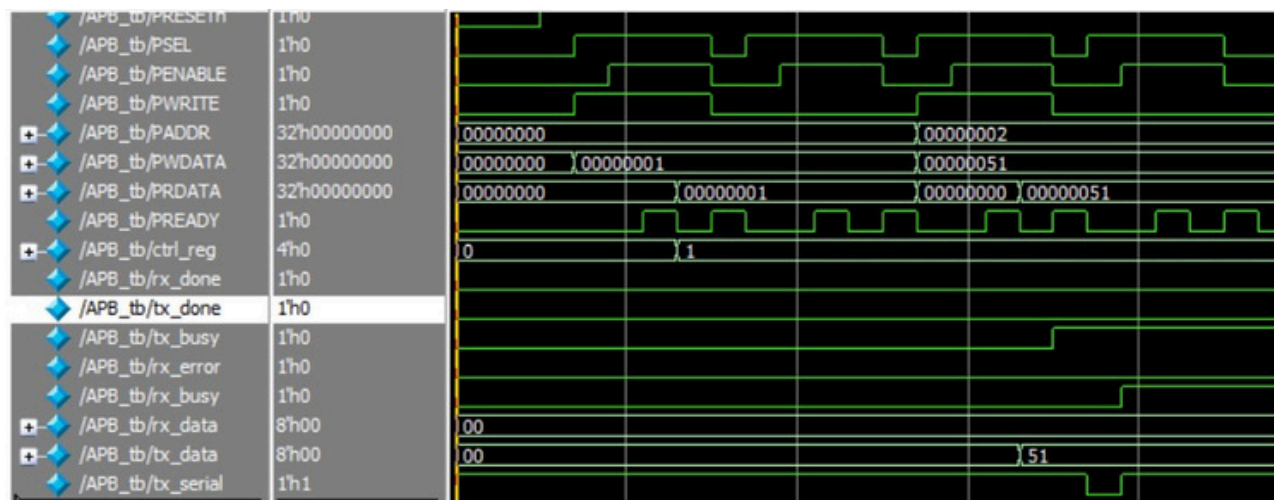 /APB_tb/PRESETn 1'h0
/APB_tb/PSEL 1'h0
/APB_tb/PENABLE 1'h0
/APB_tb/PWRITE 1'h0
/APB_tb/PADDR 32'h00000000 00000000 00000002
/APB_tb/PWDATA 32'h00000000 00000000 00000001 00000051
/APB_tb/PRDATA 32'h00000000 00000000 00000001 00000000 00000051
/APB_tb/PREADY 1'h0
/APB_tb/ctrl_reg 4'h0 0 1
/APB_tb/rx_done 1'h0
/APB_tb/tx_done 1'h0
/APB_tb/tx_busy 1'h0
/APB_tb/rx_error 1'h0
/APB_tb/rx_busy 1'h0
/APB_tb/rx_data 8'h00 00
/APB_tb/tx_data 8'h00 00 51
/APB_tb/tx_serial 1'h1